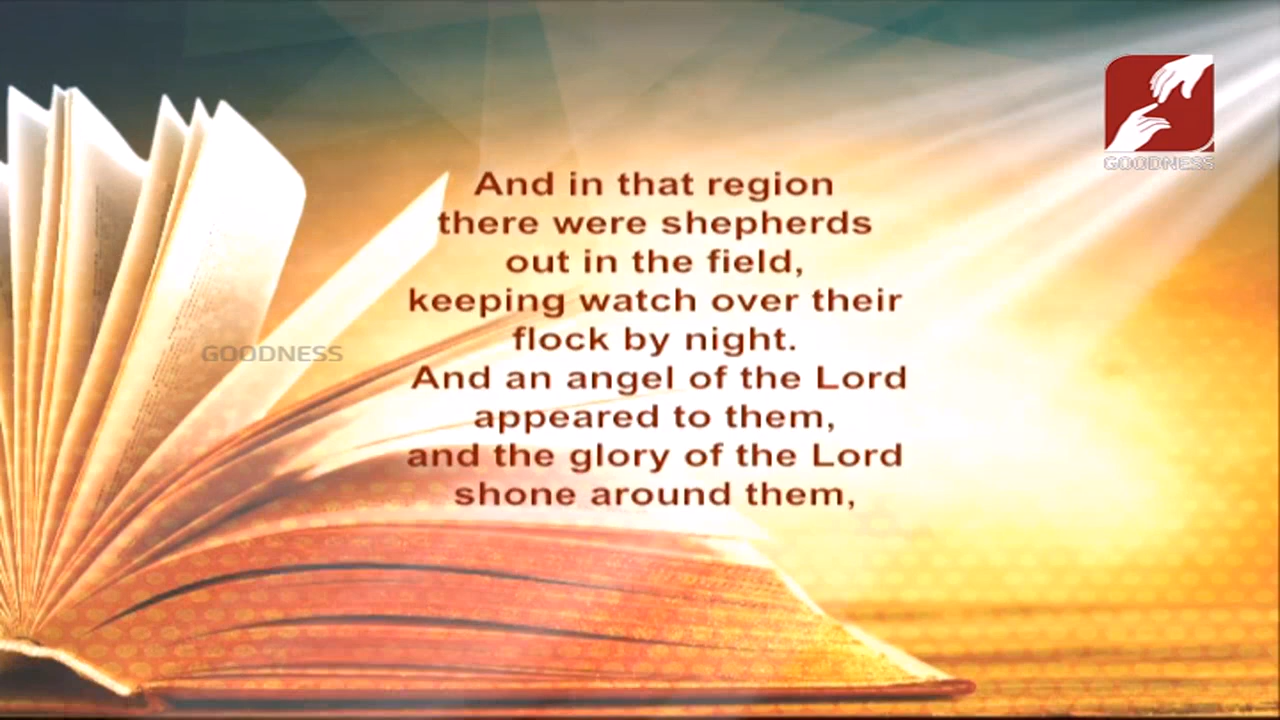 GOODNESS
And in that region
there were shepherds
out in the field,
keeping watch over their
flock by night.
GOODNESS
And an angel of the Lord
appeared to them,
and the glory of the Lord
shone around them,